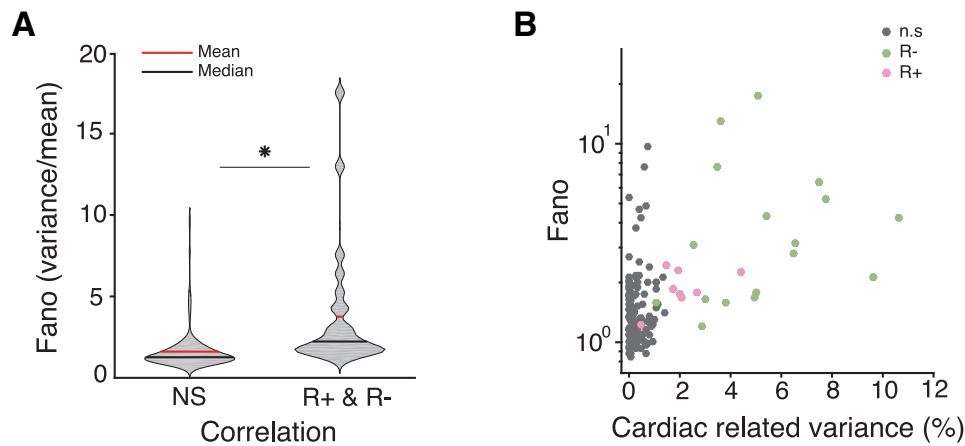 A
Mean
Median
Fano (variance/mean)
20
15
10
5
0
*
NS
R+ & R-
Correlation
B
n.s
R-
R+
Fano
10¹
10⁰
0
2
4
6
8
10
12
Cardiac related variance (%)